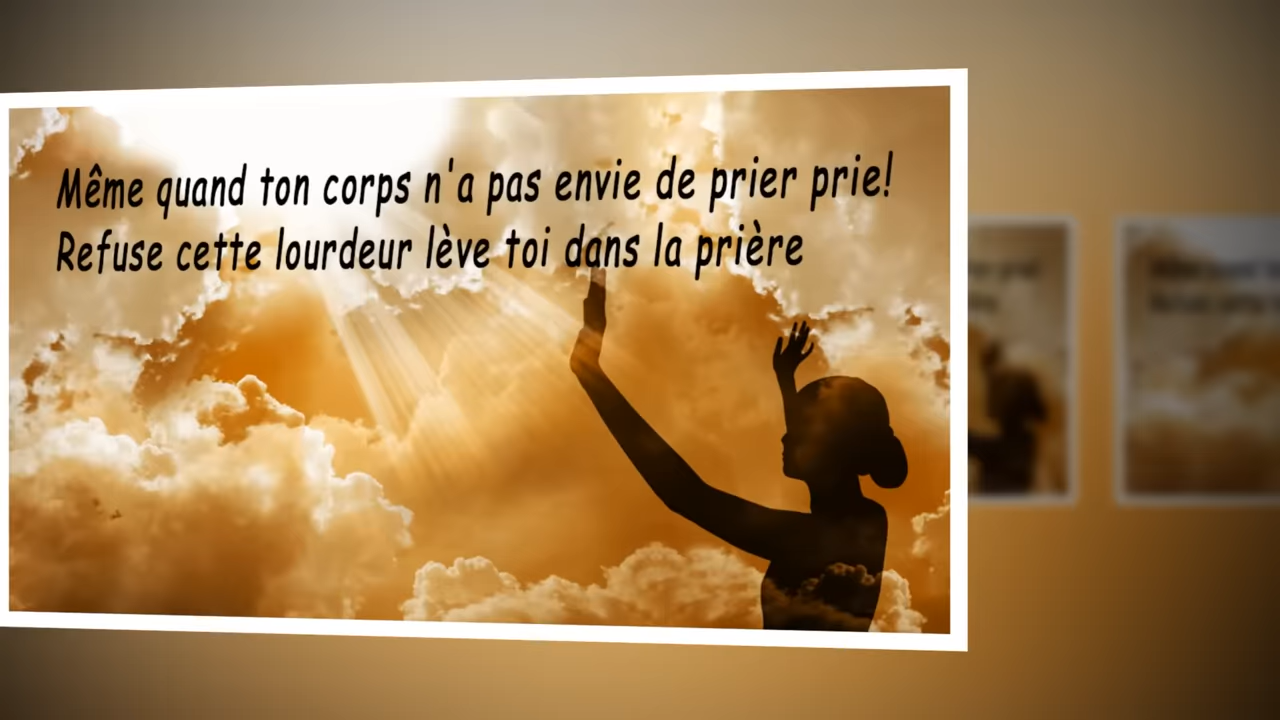 Même quand ton corps n'a pas envie de prier prie!
Refuse cette lourdeur lève toi dans la prière